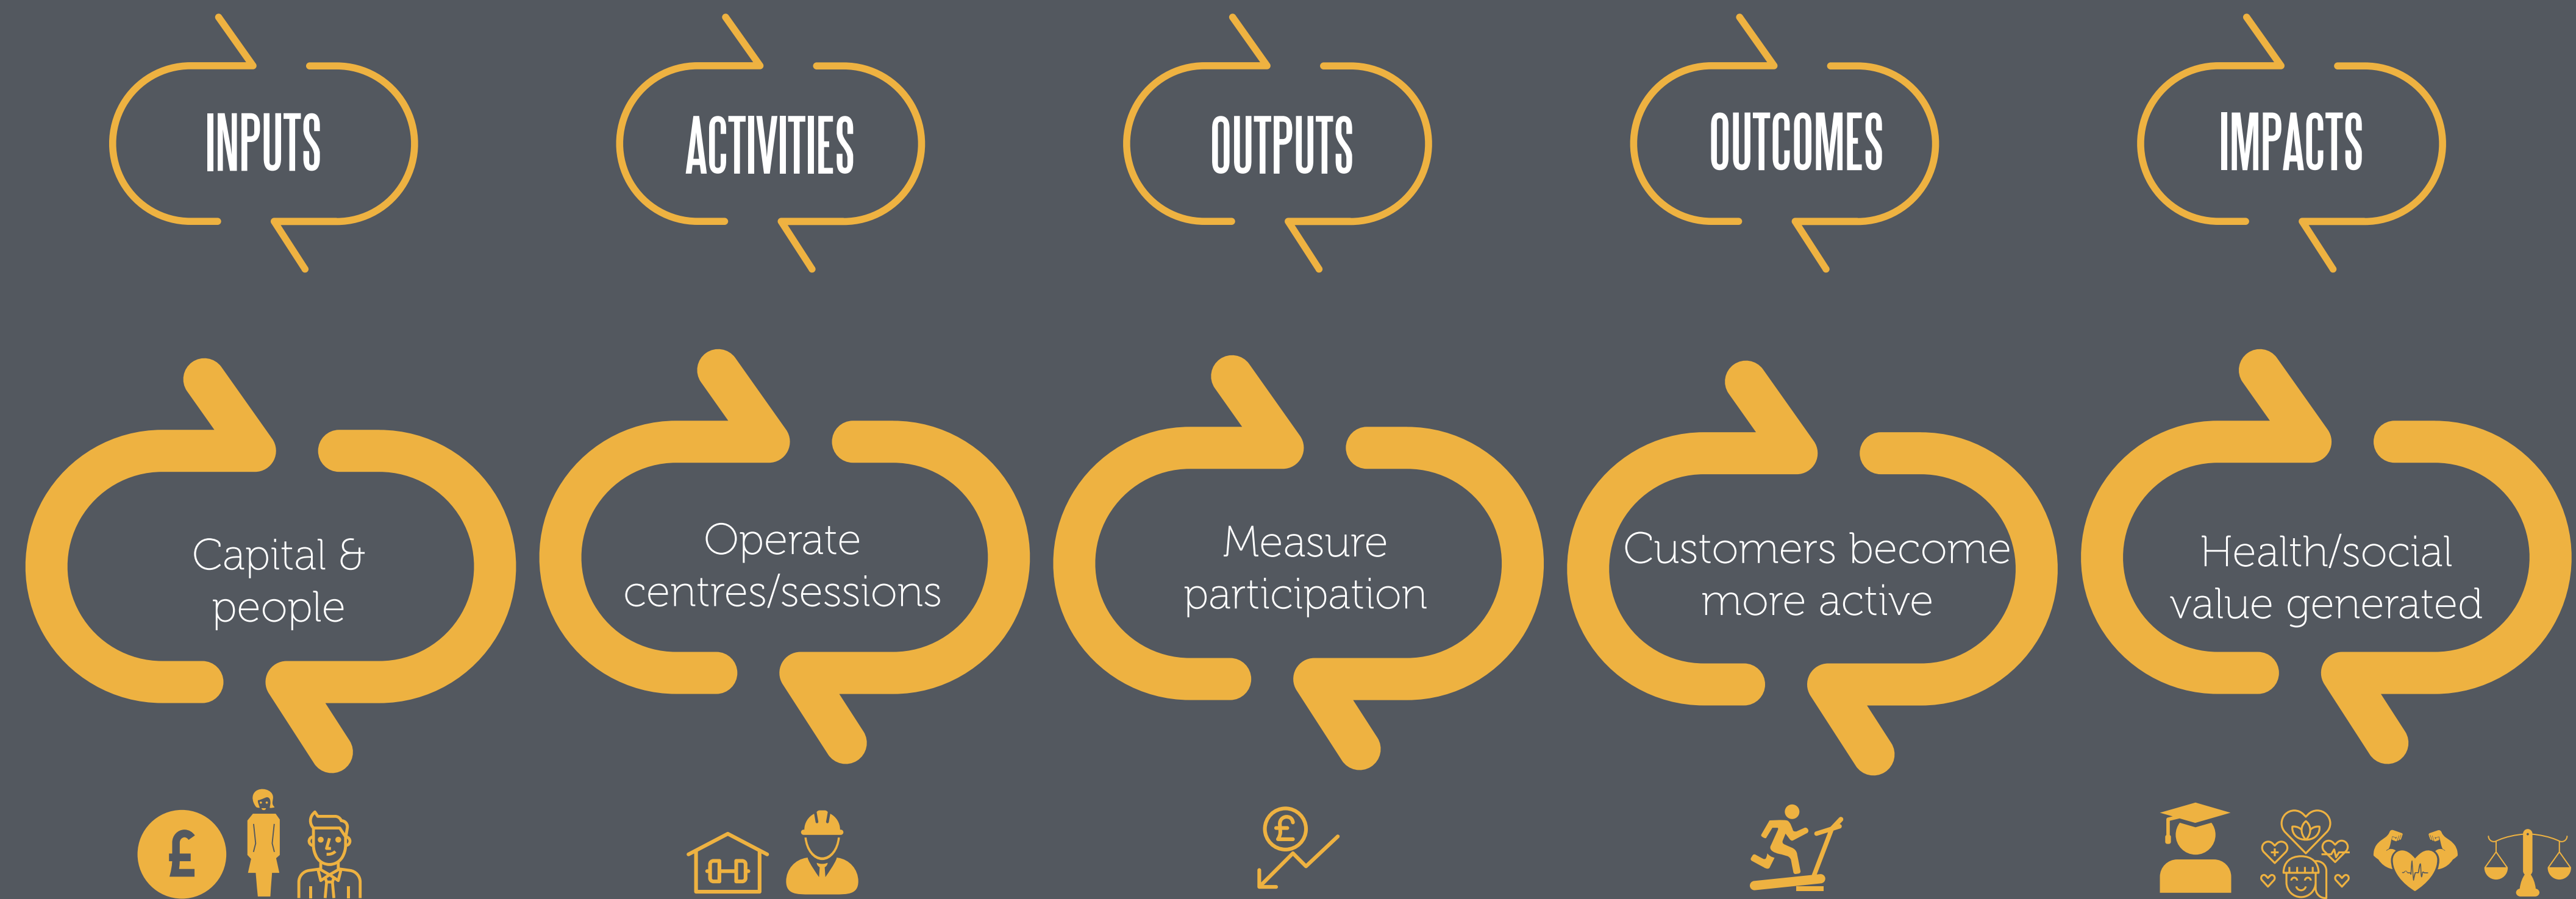 INPUTS
ACTIVITIES
OUTPUTS
OUTCOMES
IMPACTS
Capital &
people
Operate
centres/sessions
Measure
participation
Customers become
more active
Health/social
value generated
£
£